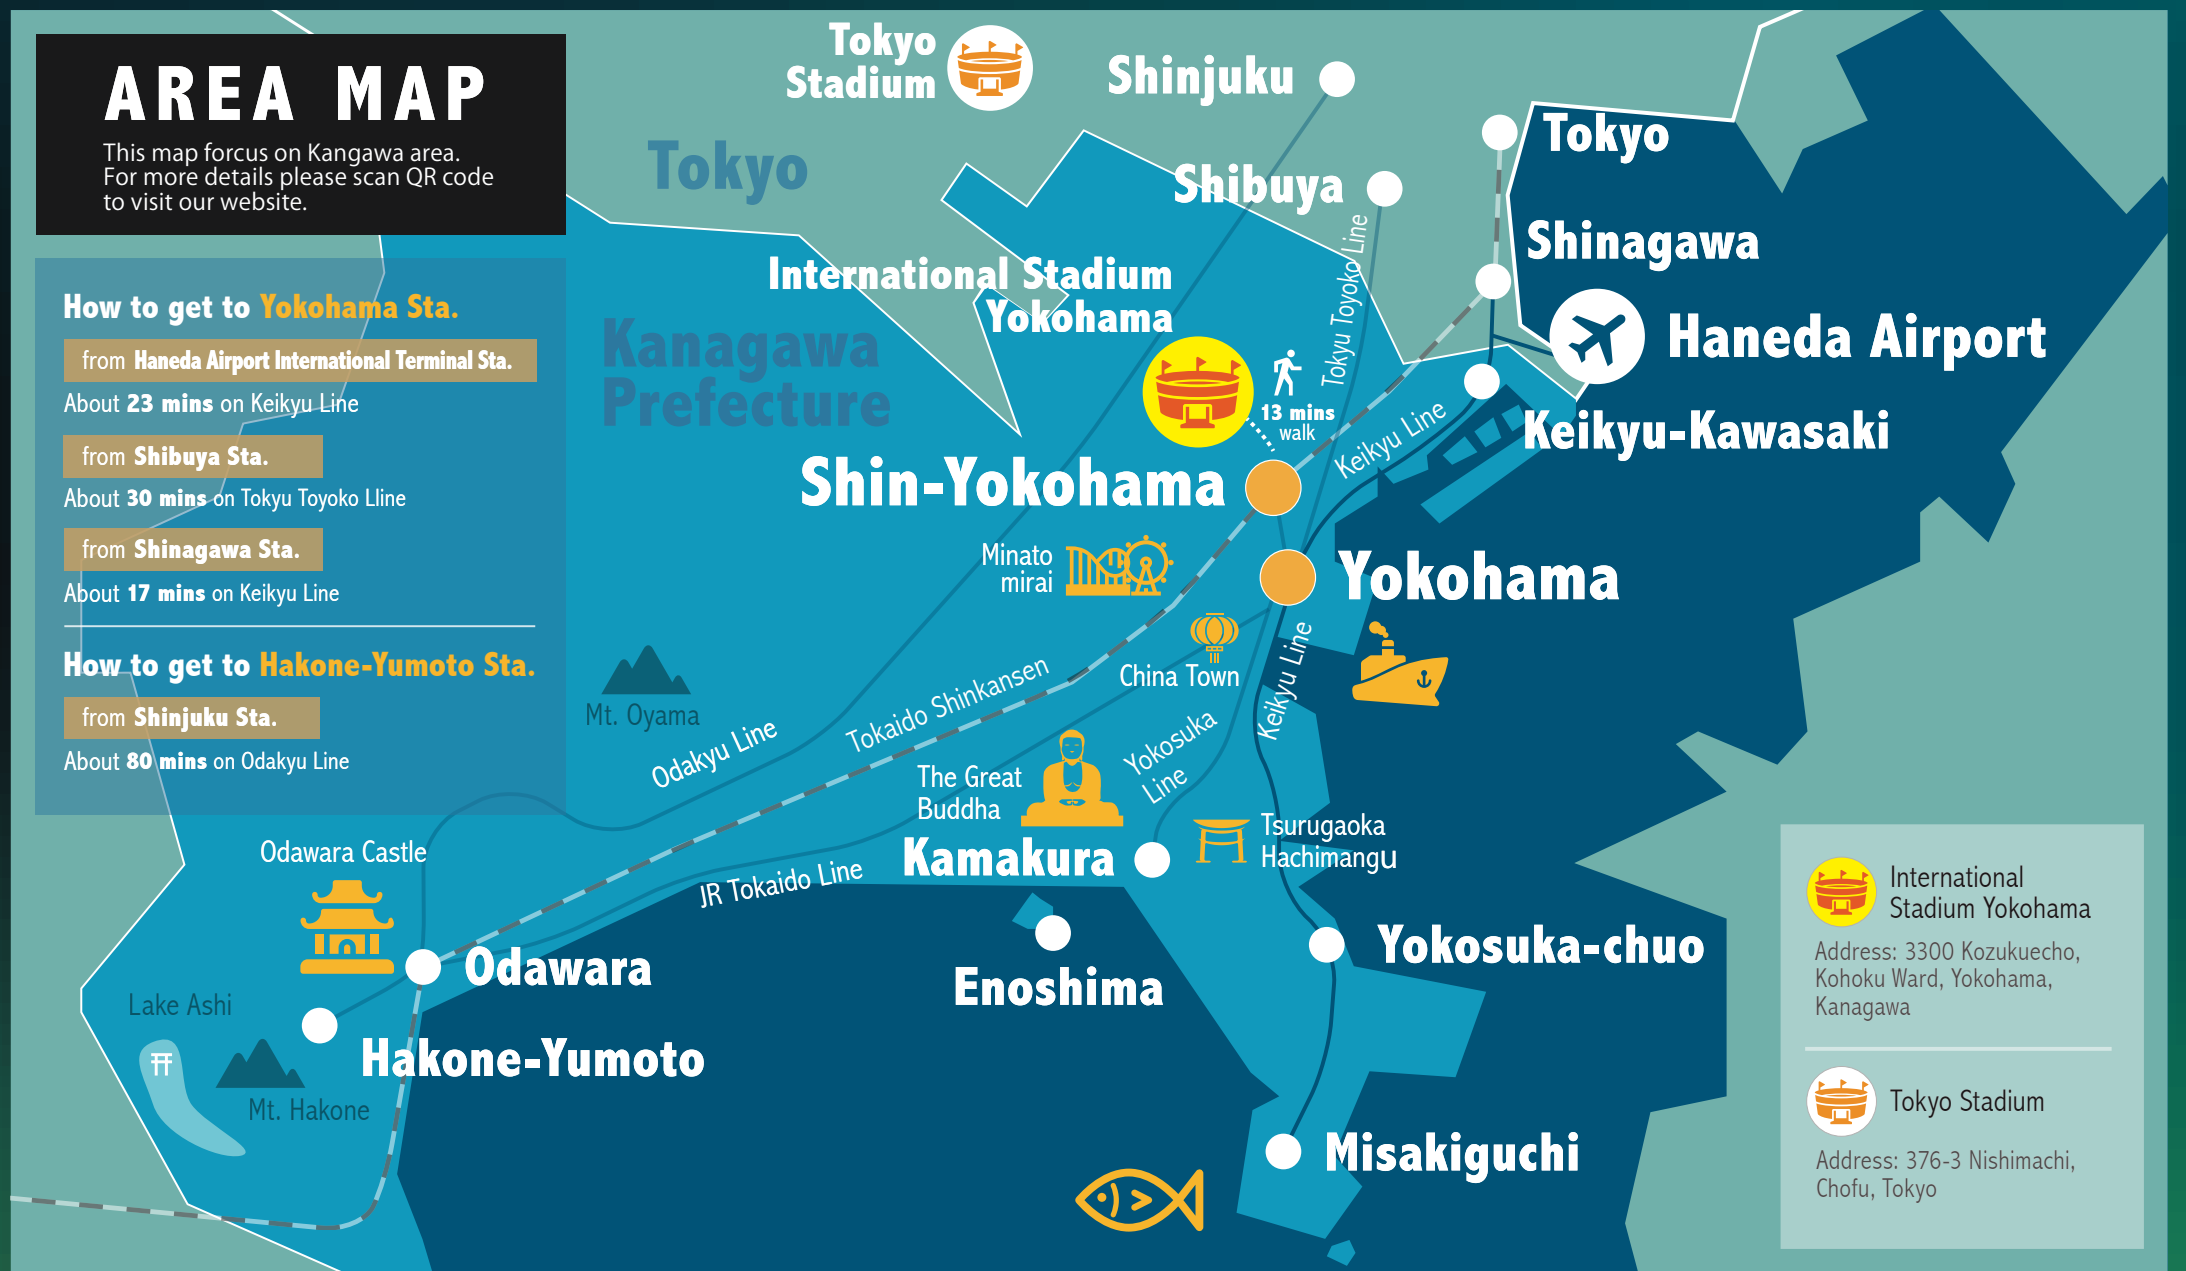 AREA MAP
This map forcus on Kangawa area.
For more details please scan QR code
to visit our website.
How to get to Yokohama Sta.
from Haneda Airport International Terminal Sta.
About 23 mins on Keikyu Line
from Shibuya Sta.
About 30 mins on Tokyu Toyoko Lline
from Shinagawa Sta.
About 17 mins on Keikyu Line
How to get to Hakone-Yumoto Sta.
from Shinjuku Sta.
About 80 mins on Odakyu Line
Tokyo
Stadium
Shinjuku
Tokyo
Tokyo
Shibuya
Shinagawa
International Stadium
Yokohama
Tokyu Toyoko Line
Haneda Airport
Kanagawa
Prefecture
13 mins
walk
Keikyu Line
Keikyu-Kawasaki
Shin-Yokohama
Minato
mirai
Yokohama
China Town
Keikyu Line
Mt. Oyama
Odakyu Line
Tokaido Shinkansen
Yokosuka
Line
The Great
Buddha
Kamakura
Tsurugaoka
Hachimangu
JR Tokaido Line
Odawara Castle
Odawara
Enoshima
Yokosuka-chuo
Lake Ashi
Hakone-Yumoto
Mt. Hakone
Misakiguchi
International
Stadium Yokohama
Address: 3300 Kozukuecho,
Kohoku Ward, Yokohama,
Kanagawa
Tokyo Stadium
Address: 376-3 Nishimachi,
Chofu, Tokyo